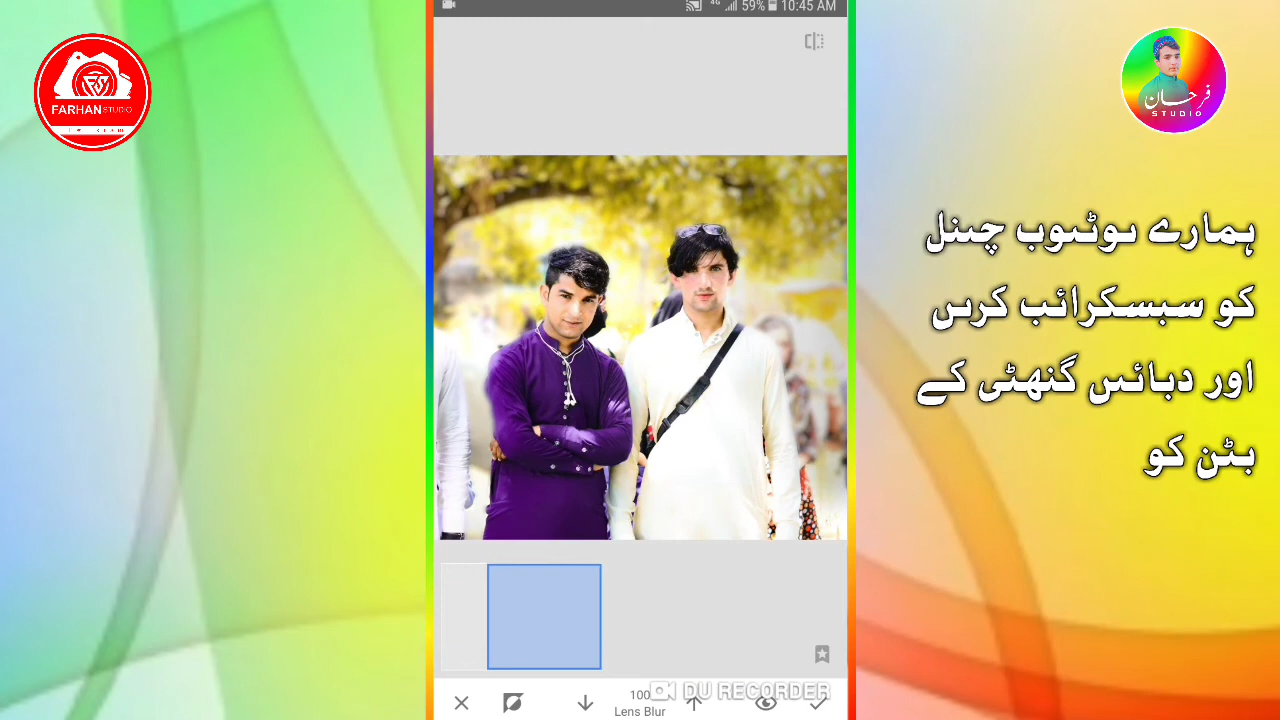 59% 10:45 AM
FARHAN STUDIO
فرحان
STUDIO
ہمارے یوٹیوب چینل
کو سبسکرائب کریں
اور دبائیں گنھٹی کے
بٹن کو
100
DU RECORDER
Lens Blur